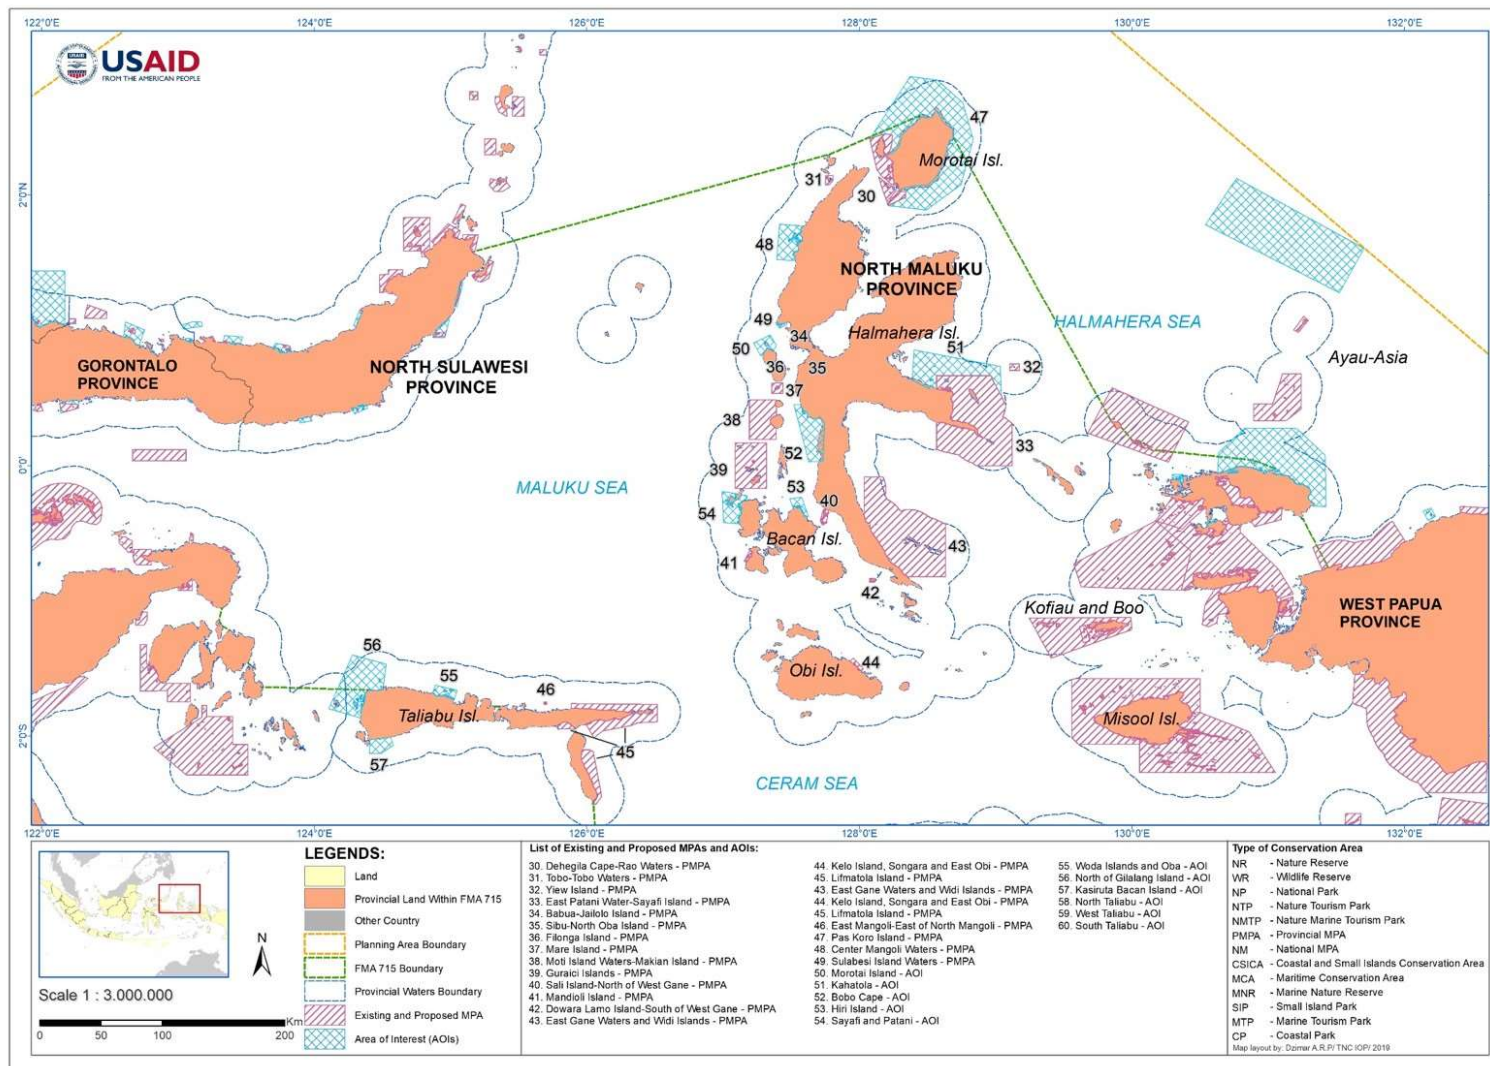 122°0'E
124°0'E
126°0'E
128°0'E
130°0'E
132°0'E
USAID
FROM THE AMERICAN PEOPLE
47
Morotai Isl.
31
30
2°0'N
2°0'N
48
NORTH MALUKU
PROVINCE
49
34
Halmahera Isl.
HALMAHERA SEA
50
51
Ayau-Asia
GORONTALO
PROVINCE
NORTH SULAWESI
PROVINCE
36
35
32
37
38
33
52
0°0'
0°0'
39
MALUKU SEA
53
40
54
Bacan Isl.
43
41
42
Kofiau and Boo
WEST PAPUA
PROVINCE
56
55
46
Obi Isl.
44
Taliabu Isl.
Misool Isl.
2°0'S
2°0'S
45
57
CERAM SEA
122°0'E
124°0'E
126°0'E
128°0'E
130°0'E
132°0'E
N
Scale 1 : 3.000.000
Km
0 50 100 200
LEGENDS:
Land
Provincial Land Within FMA 715
Other Country
Planning Area Boundary
FMA 715 Boundary
Provincial Waters Boundary
Existing and Proposed MPA
Area of Interest (AOIs)
List of Existing and Proposed MPAs and AOIs:
30. Dehegila Cape-Rao Waters - PMPA
31. Tobo-Tobo Waters - PMPA
32. Yiew Island - PMPA
33. East Patani Water-Sayafi Island - PMPA
34. Babua-Jailolo Island - PMPA
35. Sibu-North Oba Island - PMPA
36. Filonga Island - PMPA
37. Mare Island - PMPA
38. Moti Island Waters-Makian Island - PMPA
39. Guraici Islands - PMPA
40. Sali Island-North of West Gane - PMPA
41. Mandioli Island - PMPA
42. Dowara Lamo Island-South of West Gane - PMPA
43. East Gane Waters and Widi Islands - PMPA
44. Kelo Island, Songara and East Obi - PMPA
45. Lifmatola Island - PMPA
43. East Gane Waters and Widi Islands - PMPA
44. Kelo Island, Songara and East Obi - PMPA
45. Lifmatola Island - PMPA
46. East Mangoli-East of North Mangoli - PMPA
47. Pas Koro Island - PMPA
48. Center Mangoli Waters - PMPA
49. Sulabesi Island Waters - PMPA
50. Morotai Island - AOI
51. Kahatola - AOI
52. Bobo Cape - AOI
53. Hiri Island - AOI
54. Sayafi and Patani - AOI
55. Woda Islands and Oba - AOI
56. North of Gilalang Island - AOI
57. Kasiruta Bacan Island - AOI
58. North Taliabu - AOI
59. West Taliabu - AOI
60. South Taliabu - AOI
Type of Conservation Area
NR - Nature Reserve
WR - Wildlife Reserve
NP - National Park
NTP - Nature Tourism Park
NMTP - Nature Marine Tourism Park
PMPA - Provincial MPA
NM - National MPA
CSICA - Coastal and Small Islands Conservation Area
MCA - Maritime Conservation Area
MNR - Marine Nature Reserve
SIP - Small Island Park
MTP - Marine Tourism Park
CP - Coastal Park
Map layout by: Dzimar A.R.P/ TNC IOP/ 2019